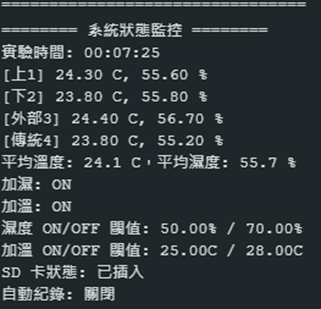 ================================
======== 系統狀態監控 ========
實驗時間: 00:07:25
[上1] 24.30 C, 55.60 %
[下2] 23.80 C, 55.80 %
[外部3] 24.40 C, 56.70 %
[傳統4] 23.80 C, 55.20 %
平均溫度: 24.1 C，平均濕度: 55.7 %
加濕: ON
加溫: ON
濕度 ON/OFF 閾值: 50.00% / 70.00%
加溫 ON/OFF 閾值: 25.00C / 28.00C
SD 卡狀態: 已插入
自動紀錄: 關閉